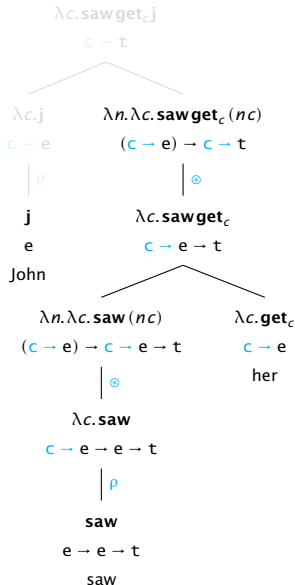 λc.saw get_c j
c → t
λc.j
c → e
ρ
j
e
John
λn.λc.saw get_c (nc)
(c → e) → c → t
⊛
λc.saw get_c
c → e → t
λn.λc.saw (nc)
(c → e) → c → e → t
⊛
λc.saw
c → e → e → t
ρ
saw
e → e → t
saw
λc.get_c
c → e
her